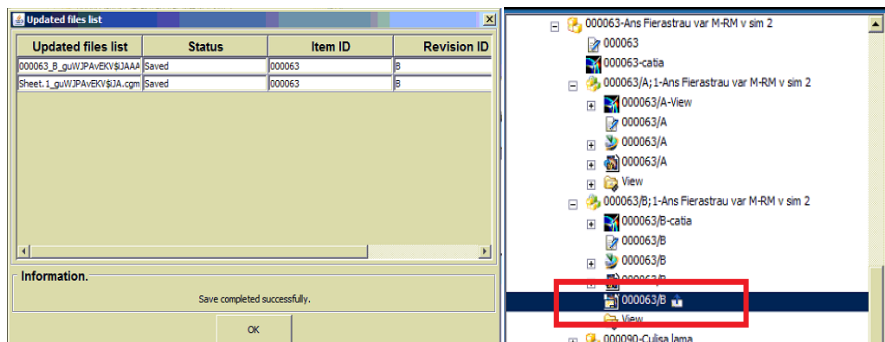 Updated files list
Updated files list Status Item ID Revision ID
000063_B_guWJPAvEKV$iJAAA Saved 000063 B
Sheet.1_guWJPAvEKV$iJA.cgm Saved 000063 B
Information.
Save completed successfully.
OK
000063-Ans Fierastrau var M-RM v sim 2
000063
000063-catia
000063/A;1-Ans Fierastrau var M-RM v sim 2
000063/A-View
000063/A
000063/A
000063/A
View
000063/B;1-Ans Fierastrau var M-RM v sim 2
000063/B-catia
000063/B
000063/B
000063/B
000063/B
View
000090-Culisa lama